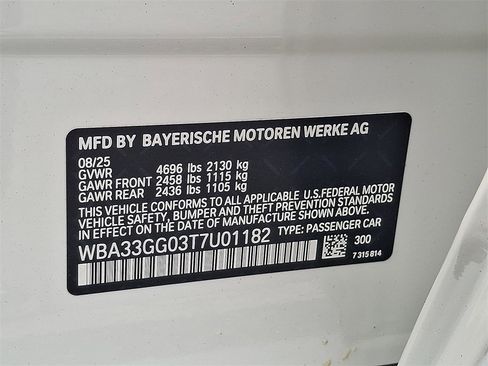 MFD BY BAYERISCHE MOTOREN WERKE AG
08/25
GVWR 4696 lbs 2130 kg
GAWR FRONT 2458 lbs 1115 kg
GAWR REAR 2436 lbs 1105 kg
THIS VEHICLE CONFORMS TO ALL APPLICABLE U.S.FEDERAL MOTOR
VEHICLE SAFETY, BUMPER AND THEFT PREVENTION STANDARDS
IN EFFECT ON THE DATE OF MANUFACTURE SHOWN ABOVE.
WBA33GG03T7U01182 TYPE: PASSENGER CAR
300
7 315 814